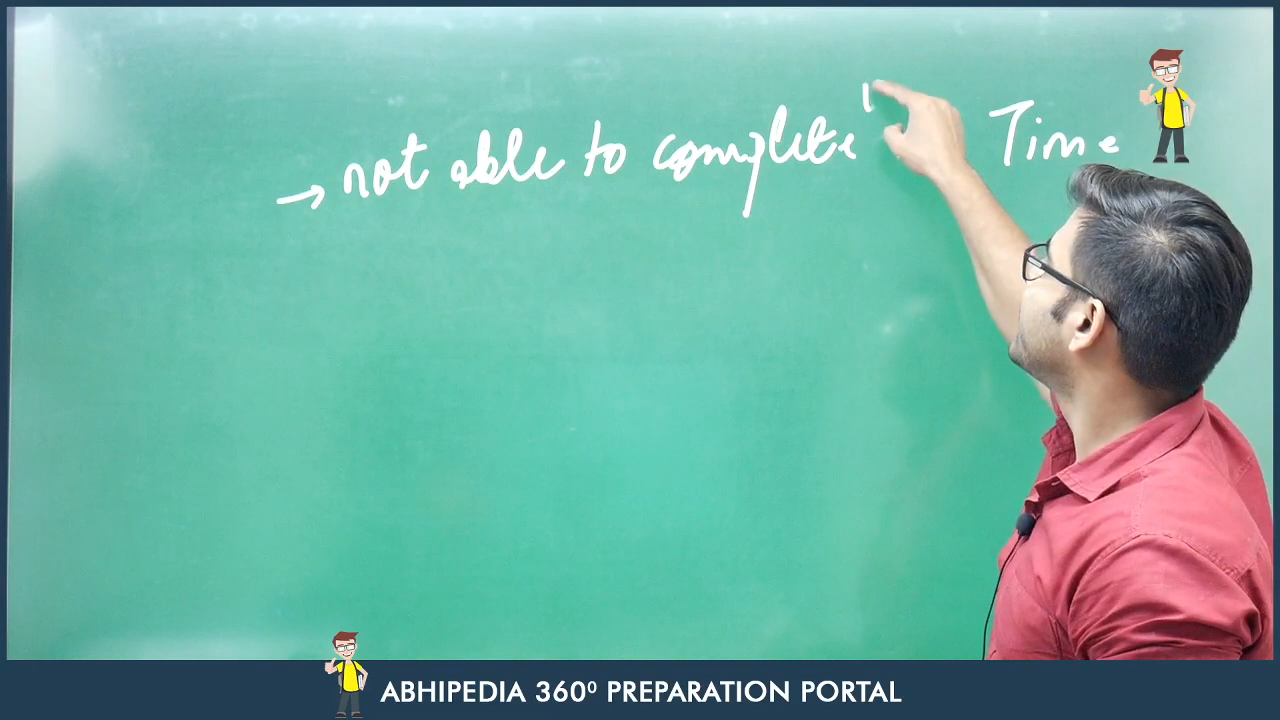 → not able to complete Time
ABHIPEDIA 360⁰ PREPARATION PORTAL